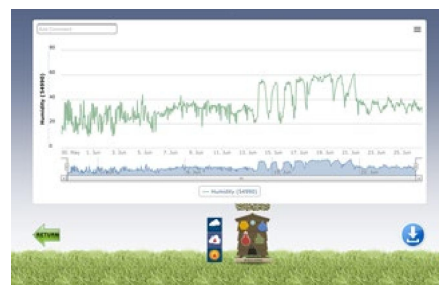 Add Comment
80
60
40
20
0
Humidity (54990)
30. May 1. Jun 3. Jun 5. Jun 7. Jun 9. Jun 11. Jun 13. Jun 15. Jun 17. Jun 19. Jun 21. Jun 23. Jun 25. Jun
Humidity (54990)
RETURN